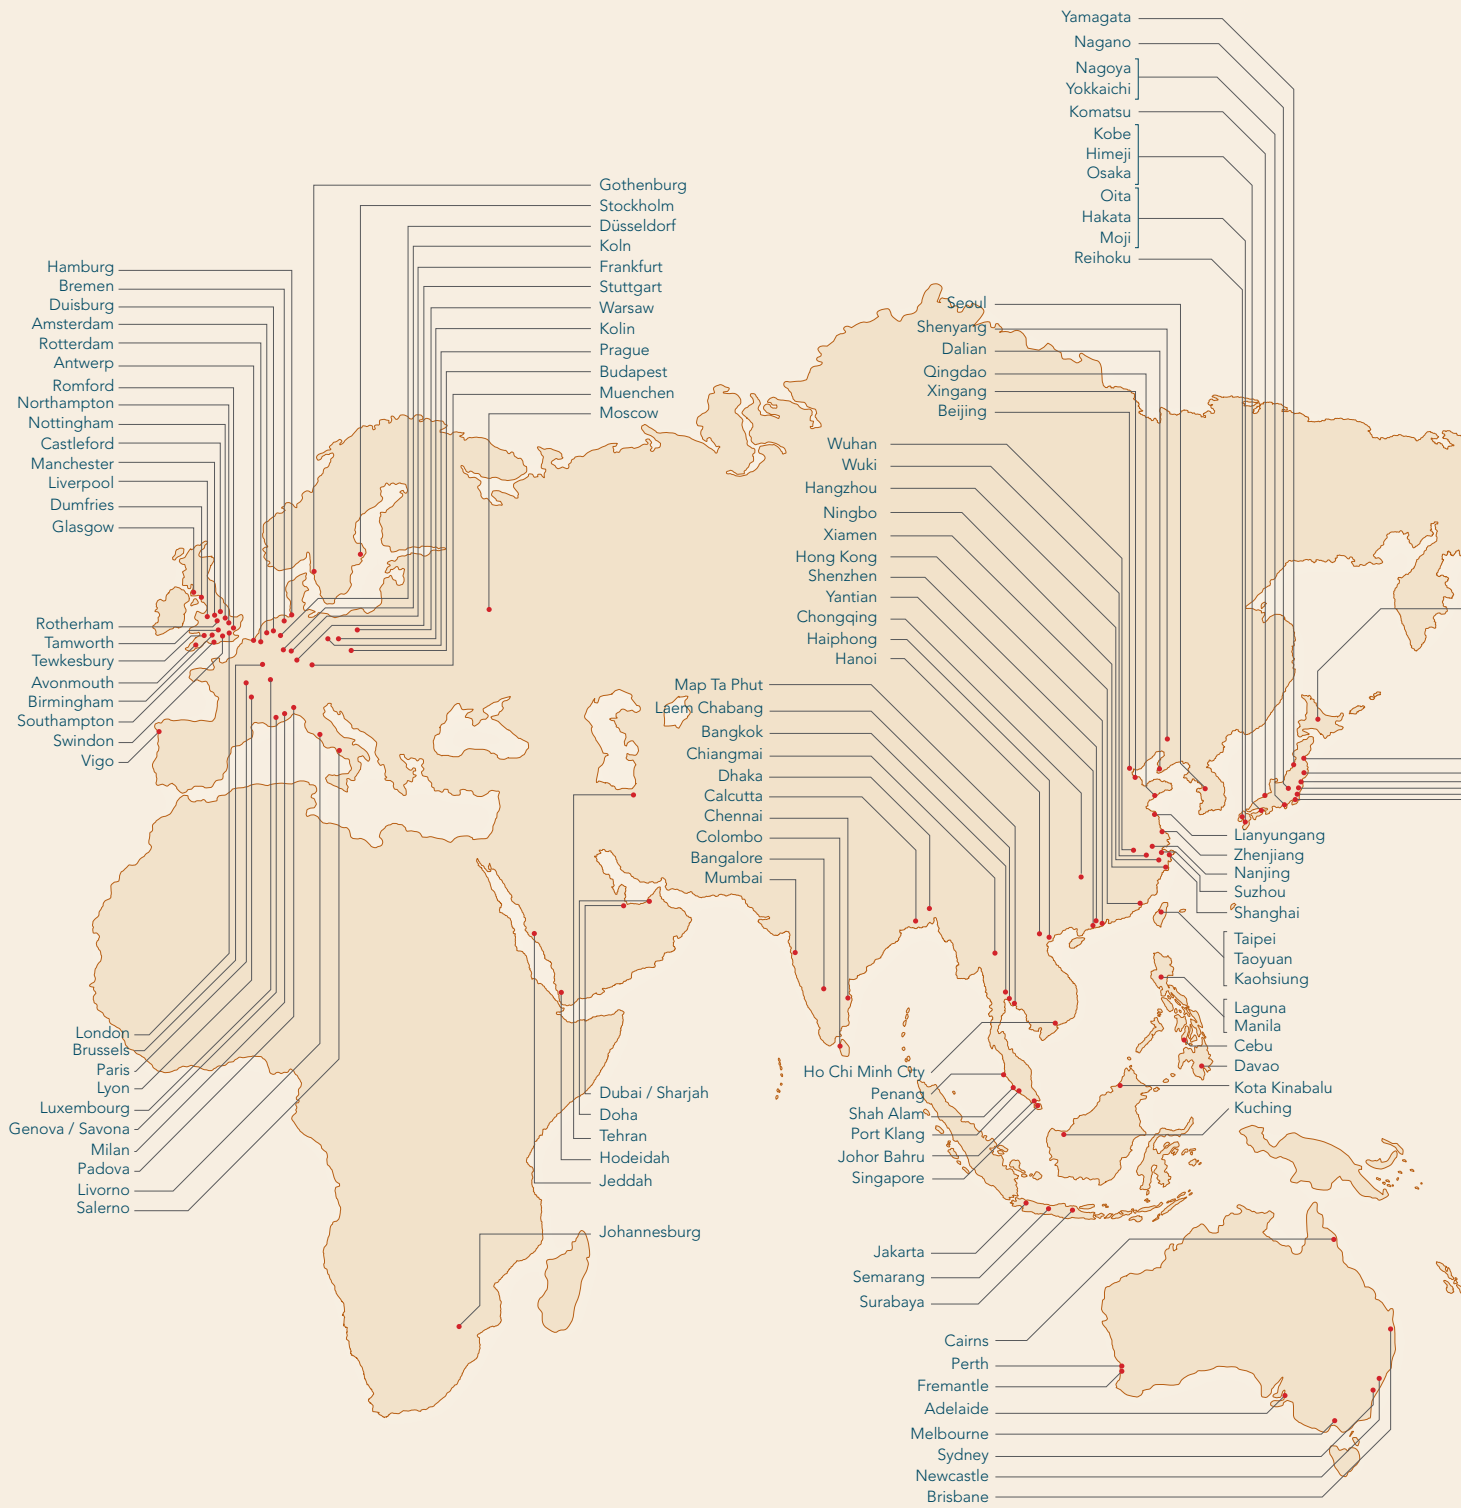 Yamagata
Nagano
Nagoya
Yokkaichi
Komatsu
Kobe
Himeji
Osaka
Oita
Hakata
Moji
Reihoku
Gothenburg
Stockholm
Düsseldorf
Koln
Frankfurt
Stuttgart
Warsaw
Kolin
Prague
Budapest
Muenchen
Moscow
Hamburg
Bremen
Duisburg
Amsterdam
Rotterdam
Antwerp
Romford
Northampton
Nottingham
Castleford
Manchester
Liverpool
Dumfries
Glasgow
Seoul
Shenyang
Dalian
Qingdao
Xingang
Beijing
Wuhan
Wuki
Hangzhou
Ningbo
Xiamen
Hong Kong
Shenzhen
Yantian
Chongqing
Haiphong
Hanoi
Rotherham
Tamworth
Tewkesbury
Avonmouth
Birmingham
Southampton
Swindon
Vigo
Map Ta Phut
Laem Chabang
Bangkok
Chiangmai
Dhaka
Calcutta
Chennai
Colombo
Bangalore
Mumbai
Lianyungang
Zhenjiang
Nanjing
Suzhou
Shanghai
Taipei
Taoyuan
Kaohsiung
Laguna
Manila
Cebu
Davao
Kota Kinabalu
Kuching
London
Brussels
Paris
Lyon
Luxembourg
Genova / Savona
Milan
Padova
Livorno
Salerno
Dubai / Sharjah
Doha
Tehran
Hodeidah
Jeddah
Johannesburg
Ho Chi Minh City
Penang
Shah Alam
Port Klang
Johor Bahru
Singapore
Jakarta
Semarang
Surabaya
Cairns
Perth
Fremantle
Adelaide
Melbourne
Sydney
Newcastle
Brisbane